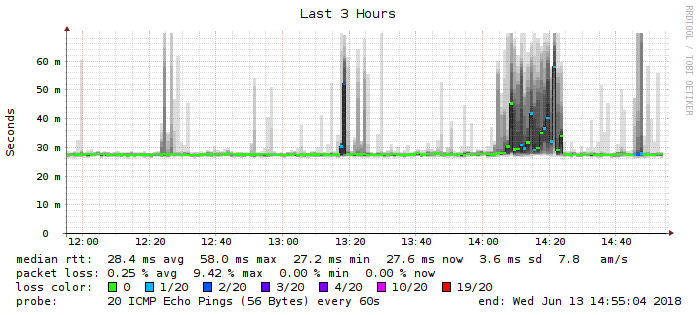 Last 3 Hours
RRDTOOL / TOBI OETIKER
Seconds
60 m
50 m
40 m
30 m
20 m
10 m
0
12:00 12:20 12:40 13:00 13:20 13:40 14:00 14:20 14:40
median rtt: 28.4 ms avg 58.0 ms max 27.2 ms min 27.6 ms now 3.6 ms sd 7.8 am/s
packet loss: 0.25 % avg 9.42 % max 0.00 % min 0.00 % now
loss color: 0 1/20 2/20 3/20 4/20 10/20 19/20
probe: 20 ICMP Echo Pings (56 Bytes) every 60s end: Wed Jun 13 14:55:04 2018